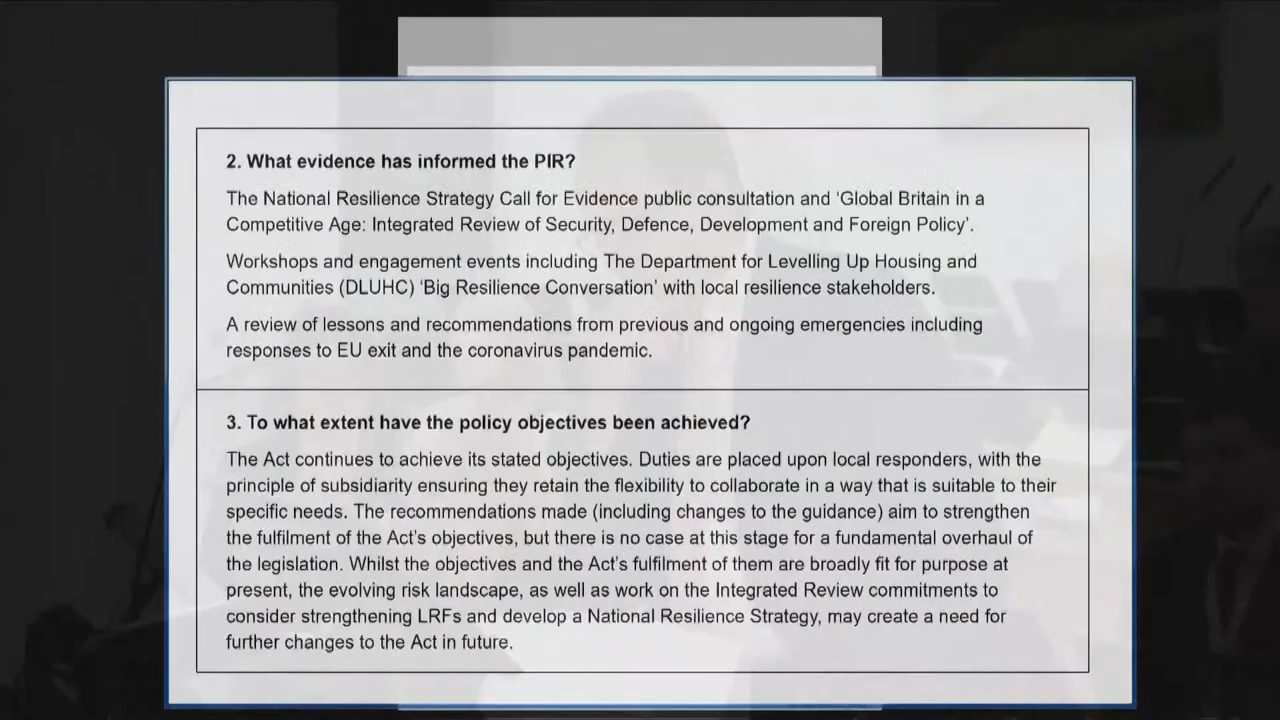 2. What evidence has informed the PIR?
The National Resilience Strategy Call for Evidence public consultation and ‘Global Britain in a
Competitive Age: Integrated Review of Security, Defence, Development and Foreign Policy’.
Workshops and engagement events including The Department for Levelling Up Housing and
Communities (DLUHC) ‘Big Resilience Conversation’ with local resilience stakeholders.
A review of lessons and recommendations from previous and ongoing emergencies including
responses to EU exit and the coronavirus pandemic.
3. To what extent have the policy objectives been achieved?
The Act continues to achieve its stated objectives. Duties are placed upon local responders, with the
principle of subsidiarity ensuring they retain the flexibility to collaborate in a way that is suitable to their
specific needs. The recommendations made (including changes to the guidance) aim to strengthen
the fulfilment of the Act’s objectives, but there is no case at this stage for a fundamental overhaul of
the legislation. Whilst the objectives and the Act’s fulfilment of them are broadly fit for purpose at
present, the evolving risk landscape, as well as work on the Integrated Review commitments to
consider strengthening LRFs and develop a National Resilience Strategy, may create a need for
further changes to the Act in future.